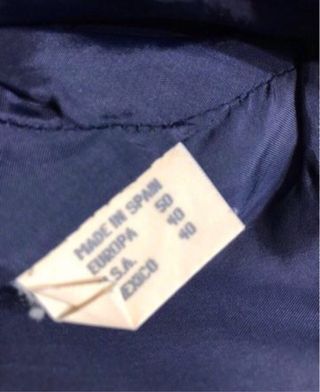 MADE IN SPAIN
EUROPA 50
.S.A. 40
EXICO 40